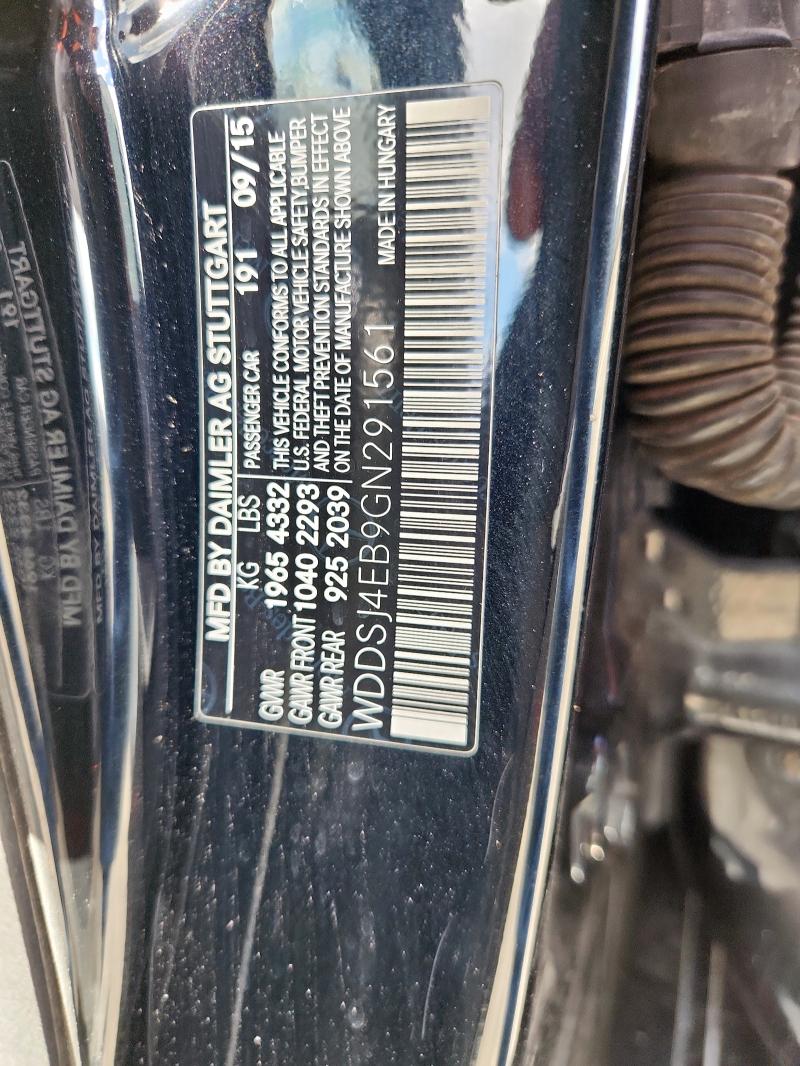 MFD BY DAIMLER AG STUTTGART
KG LBS PASSENGER CAR 191 09/15
GWR 1965 4332 THIS VEHICLE CONFORMS TO ALL APPLICABLE
GAWR FRONT 1040 2293 U.S. FEDERAL MOTOR VEHICLE SAFETY,BUMPER
GAWR REAR 925 2039 AND THEFT PREVENTION STANDARDS IN EFFECT
ON THE DATE OF MANUFACTURE SHOWN ABOVE
WDDSJ4EB9GN291561 MADE IN HUNGARY